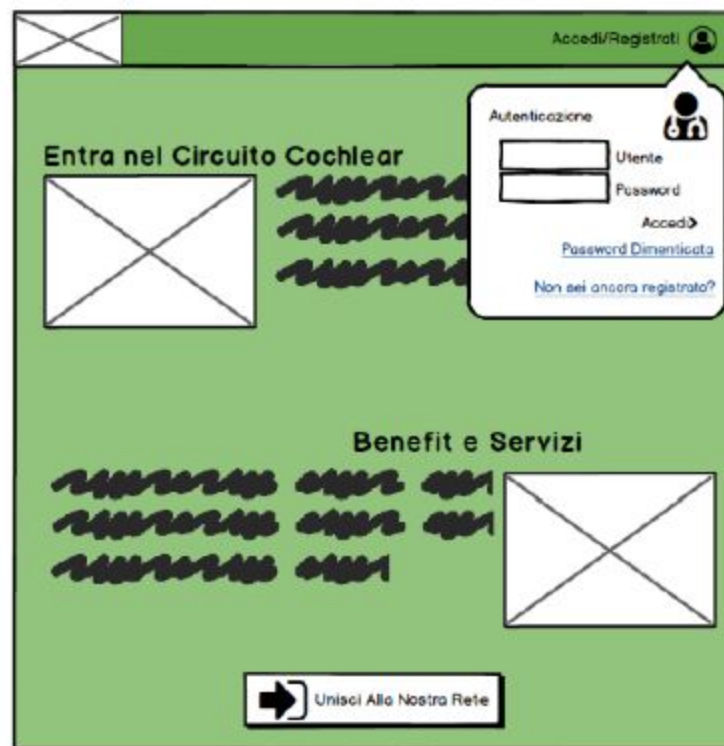 Accedi/Registrati
Autenticazione
Utente
Password
Accedi>
Password Dimenticata
Non sei ancora registrato?
Entra nel Circuito Cochlear
Benefit e Servizi
Unisci Alla Nostra Rete